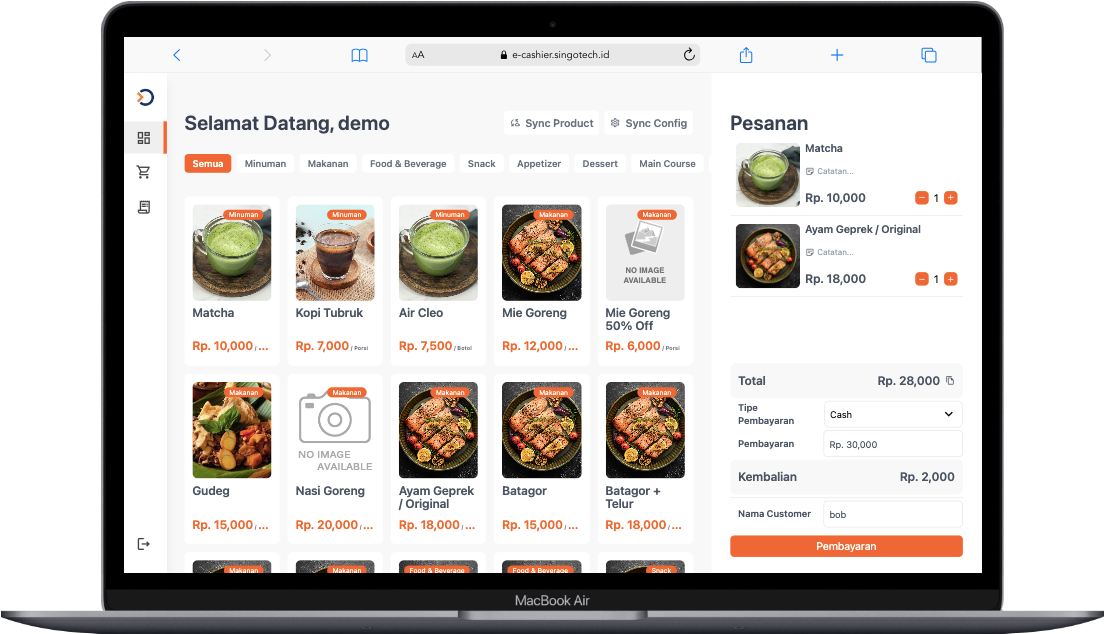 AA
e-cashier.singotech.id
Selamat Datang, demo
Sync Product
Sync Config
Semua
Minuman
Makanan
Food & Beverage
Snack
Appetizer
Dessert
Main Course
Minuman
Matcha
Rp. 10,000 / ...
Minuman
Kopi Tubruk
Rp. 7,000 / Porsi
Minuman
Air Cleo
Rp. 7,500 / Botol
Makanan
Mie Goreng
Rp. 12,000 / ...
Makanan
NO IMAGE
AVAILABLE
Mie Goreng
50% Off
Rp. 6,000 / Porsi
Makanan
Gudeg
Rp. 15,000 / ...
Makanan
NO IMAGE
AVAILABLE
Nasi Goreng
Rp. 20,000 / ...
Makanan
Ayam Geprek
/ Original
Rp. 18,000 / ...
Makanan
Batagor
Rp. 15,000 / ...
Makanan
Batagor +
Telur
Rp. 18,000 / ...
Makanan
Makanan
Food & Beverage
Food & Beverage
Snack
Pesanan
Matcha
Catatan...
Rp. 10,000
− 1 +
Ayam Geprek / Original
Catatan...
Rp. 18,000
− 1 +
Total Rp. 28,000
Tipe
Pembayaran
Cash
Pembayaran Rp. 30,000
Kembalian Rp. 2,000
Nama Customer bob
Pembayaran
MacBook Air